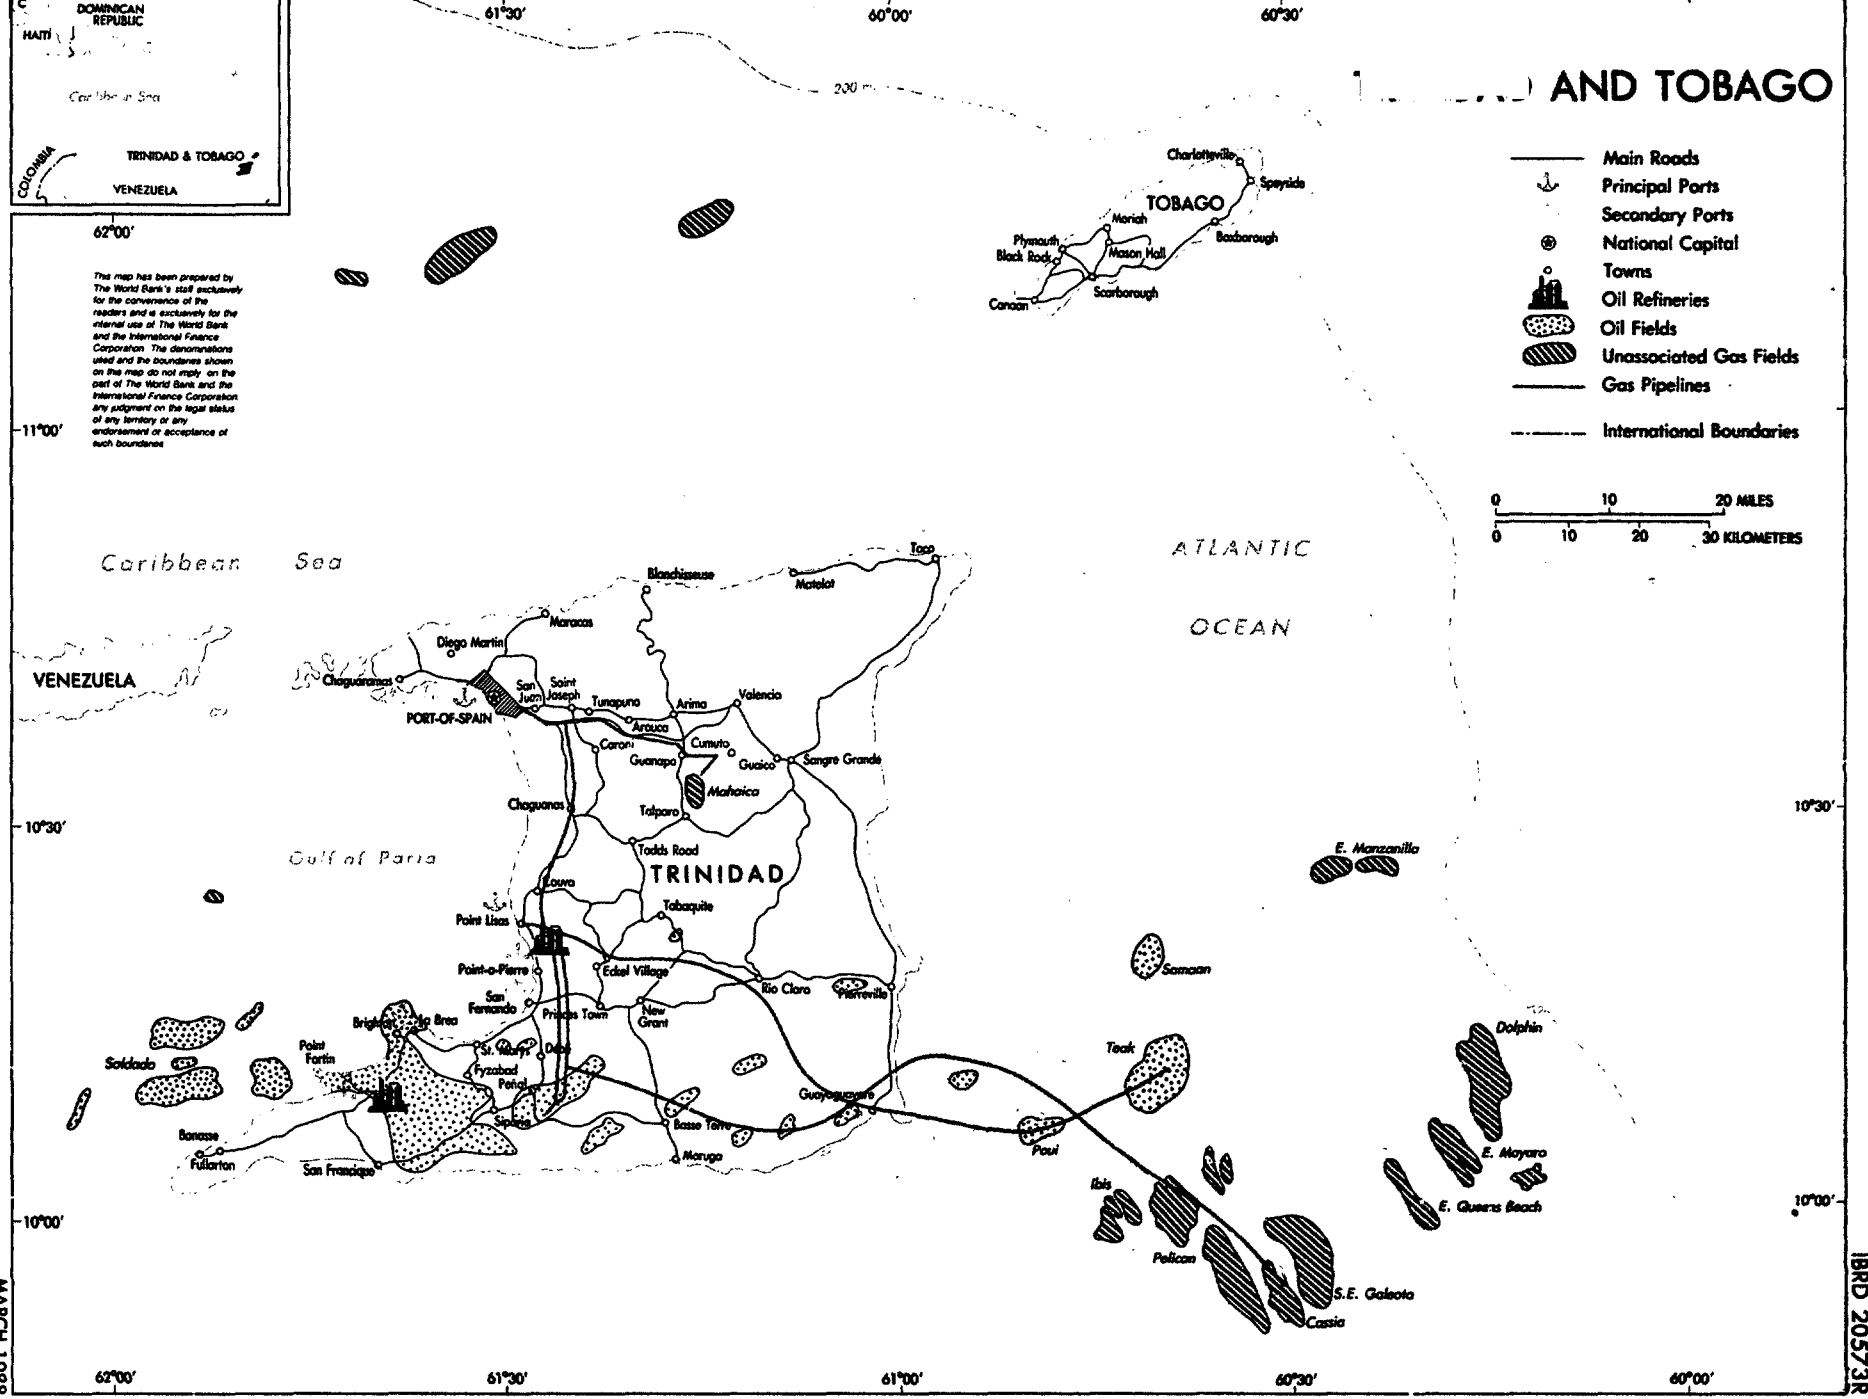 DOMINICAN
REPUBLIC
HAITI
Caribbean Sea
COLOMBIA
TRINIDAD & TOBAGO
VENEZUELA
61°30'
60°00'
60°30'
AND TOBAGO
200 m
Main Roads
Principal Ports
Secondary Ports
National Capital
Towns
Oil Refineries
Oil Fields
Unassociated Gas Fields
Gas Pipelines
International Boundaries
0 10 20 MILES
0 10 20 30 KILOMETERS
62°00'
This map has been prepared by
The World Bank's staff exclusively
for the convenience of the
readers and is exclusively for the
internal use of The World Bank
and the International Finance
Corporation. The denominations
used and the boundaries shown
on this map do not imply, on the
part of The World Bank and the
International Finance Corporation
any judgment on the legal status
of any territory or any
endorsement or acceptance of
such boundaries
Charlotteville
Speyside
TOBAGO
Moriah
Roxborough
Plymouth
Black Rock
Mason Hall
Scarborough
Canaan
11°00'
Caribbean Sea
ATLANTIC
OCEAN
Toco
Matelot
Blanchisseuse
Maracas
Diego Martin
VENEZUELA
Chaguaramas
PORT-OF-SPAIN
San
Juan
Saint
Joseph
Tunapuna
Arouca
Arima
Valencia
Caroni
Guanapo
Cumuto
Guaico
Sangre Grande
Mahaica
Chaguanas
Talparo
Todds Road
TRINIDAD
10°30'
10°30'
Gulf of Paria
E. Manzanilla
Couva
Point Lisas
Tabaquite
Point-a-Pierre
Eckel Village
Rio Claro
Pierreville
San
Fernando
Princes Town
New
Grant
Samaan
Dolphin
Brighton
La Brea
Point
Fortin
St. Marys
Debe
Soldado
Fyzabad
Penal
Siparia
Teak
Guayaguayare
Basse Terre
Poui
Moruga
Bonasse
Fullarton
San Francique
E. Mayaro
E. Queens Beach
Ibis
Pelican
S.E. Galeota
Cassia
10°00'
10°00'
IBRD 20573R
62°00'
61°30'
61°00'
60°30'
60°00'